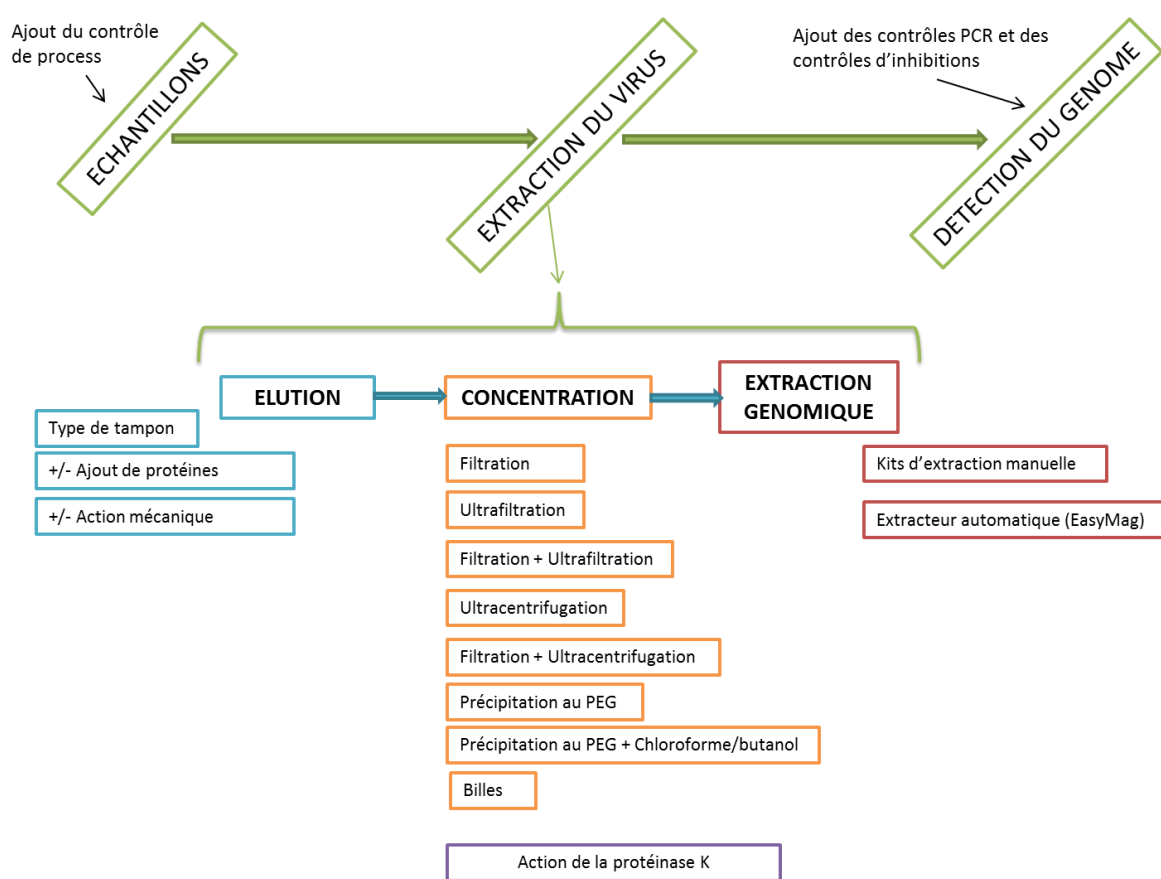 Ajout du contrôle
de process
Ajout des contrôles PCR et des
contrôles d’inhibitions
ECHANTILLONS
EXTRACTION DU VIRUS
DETECTION DU GENOME
ELUTION
CONCENTRATION
EXTRACTION
GENOMIQUE
Type de tampon
+/- Ajout de protéines
+/- Action mécanique
Filtration
Ultrafiltration
Filtration + Ultrafiltration
Ultracentrifugation
Filtration + Ultracentrifugation
Précipitation au PEG
Précipitation au PEG + Chloroforme/butanol
Billes
Kits d’extraction manuelle
Extracteur automatique (EasyMag)
Action de la protéinase K